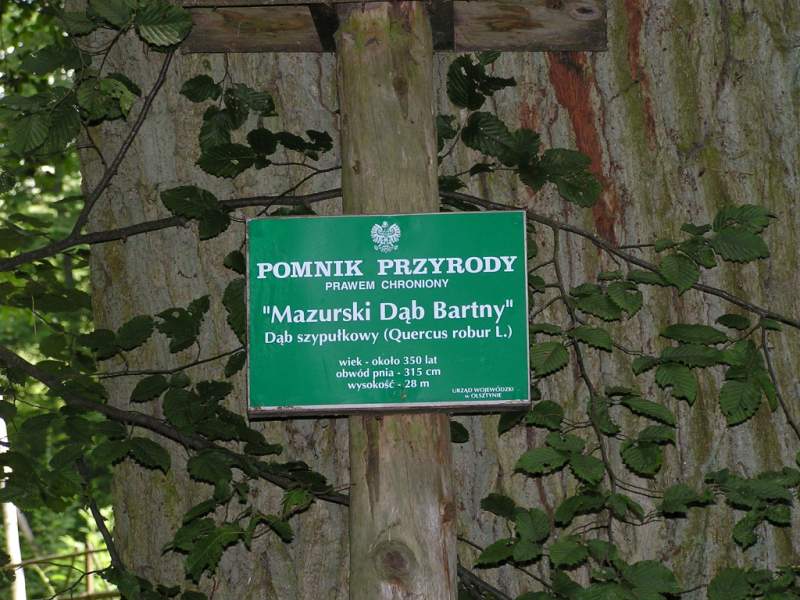 POMNIK PRZYRODY
PRAWEM CHRONIONY
"Mazurski Dąb Bartny"
Dąb szypułkowy (Quercus robur L.)
wiek - około 350 lat
obwód pnia - 315 cm
wysokość - 28 m
URZĄD WOJEWÓDZKI
w OLSZTYNIE